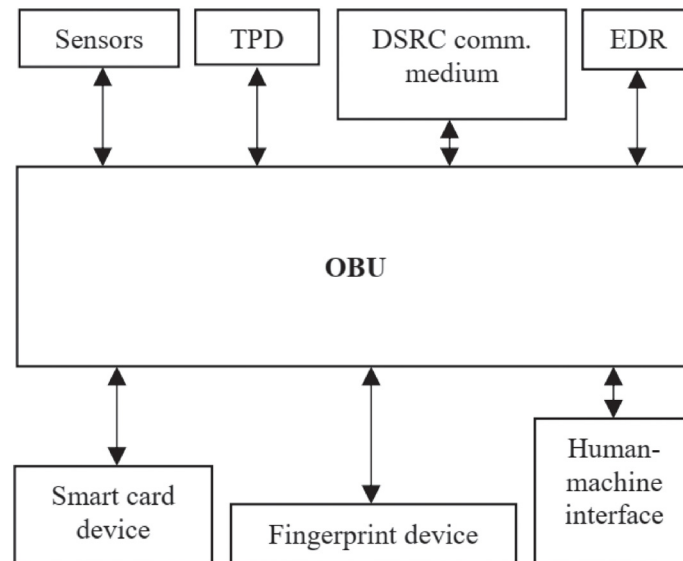 Sensors
TPD
DSRC comm.
medium
EDR
OBU
Smart card
device
Fingerprint device
Human-
machine
interface